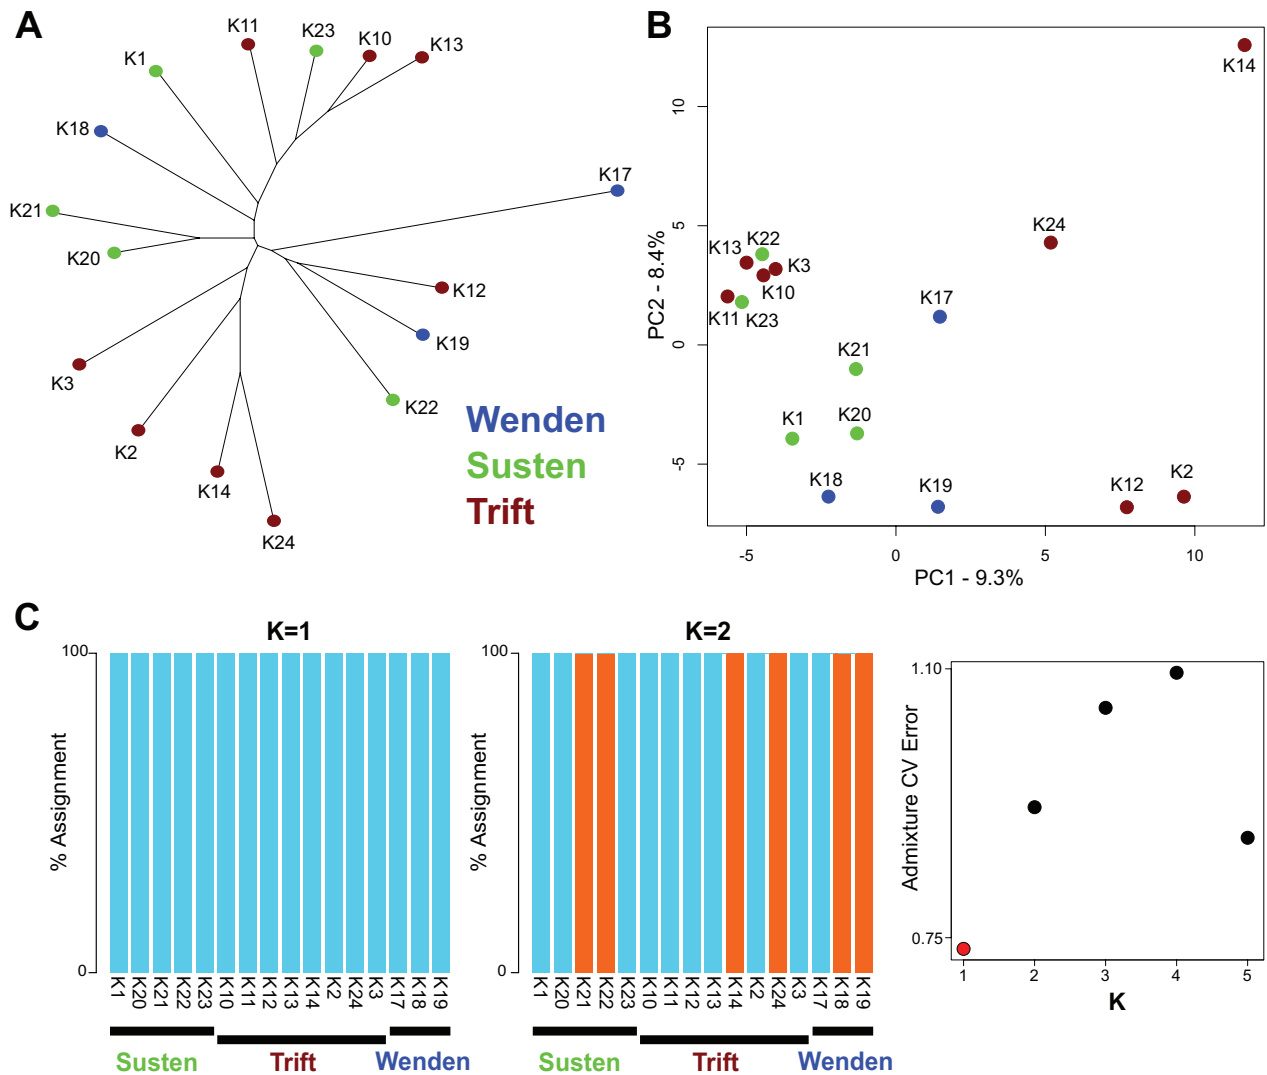 A
K11
K23
K10
K13
K1
K18
K17
K21
K20
K12
K19
K3
K22
K2
K14
K24
Wenden
Susten
Trift
B
K14
10
K24
5
K22
K13
K3
K10
K17
K11 K23
PC2 - 8.4%
0
K21
K1
K20
-5
K18
K19
K12
K2
-5 0 5 10
PC1 - 9.3%
C
K=1
100
% Assignment
0
K1 K20 K21 K22 K23 K10 K11 K12 K13 K14 K2 K24 K3 K17 K18 K19
Susten Trift Wenden
K=2
100
% Assignment
0
K1 K20 K21 K22 K23 K10 K11 K12 K13 K14 K2 K24 K3 K17 K18 K19
Susten Trift Wenden
1.10
Admixture CV Error
0.75
1 2 3 4 5
K